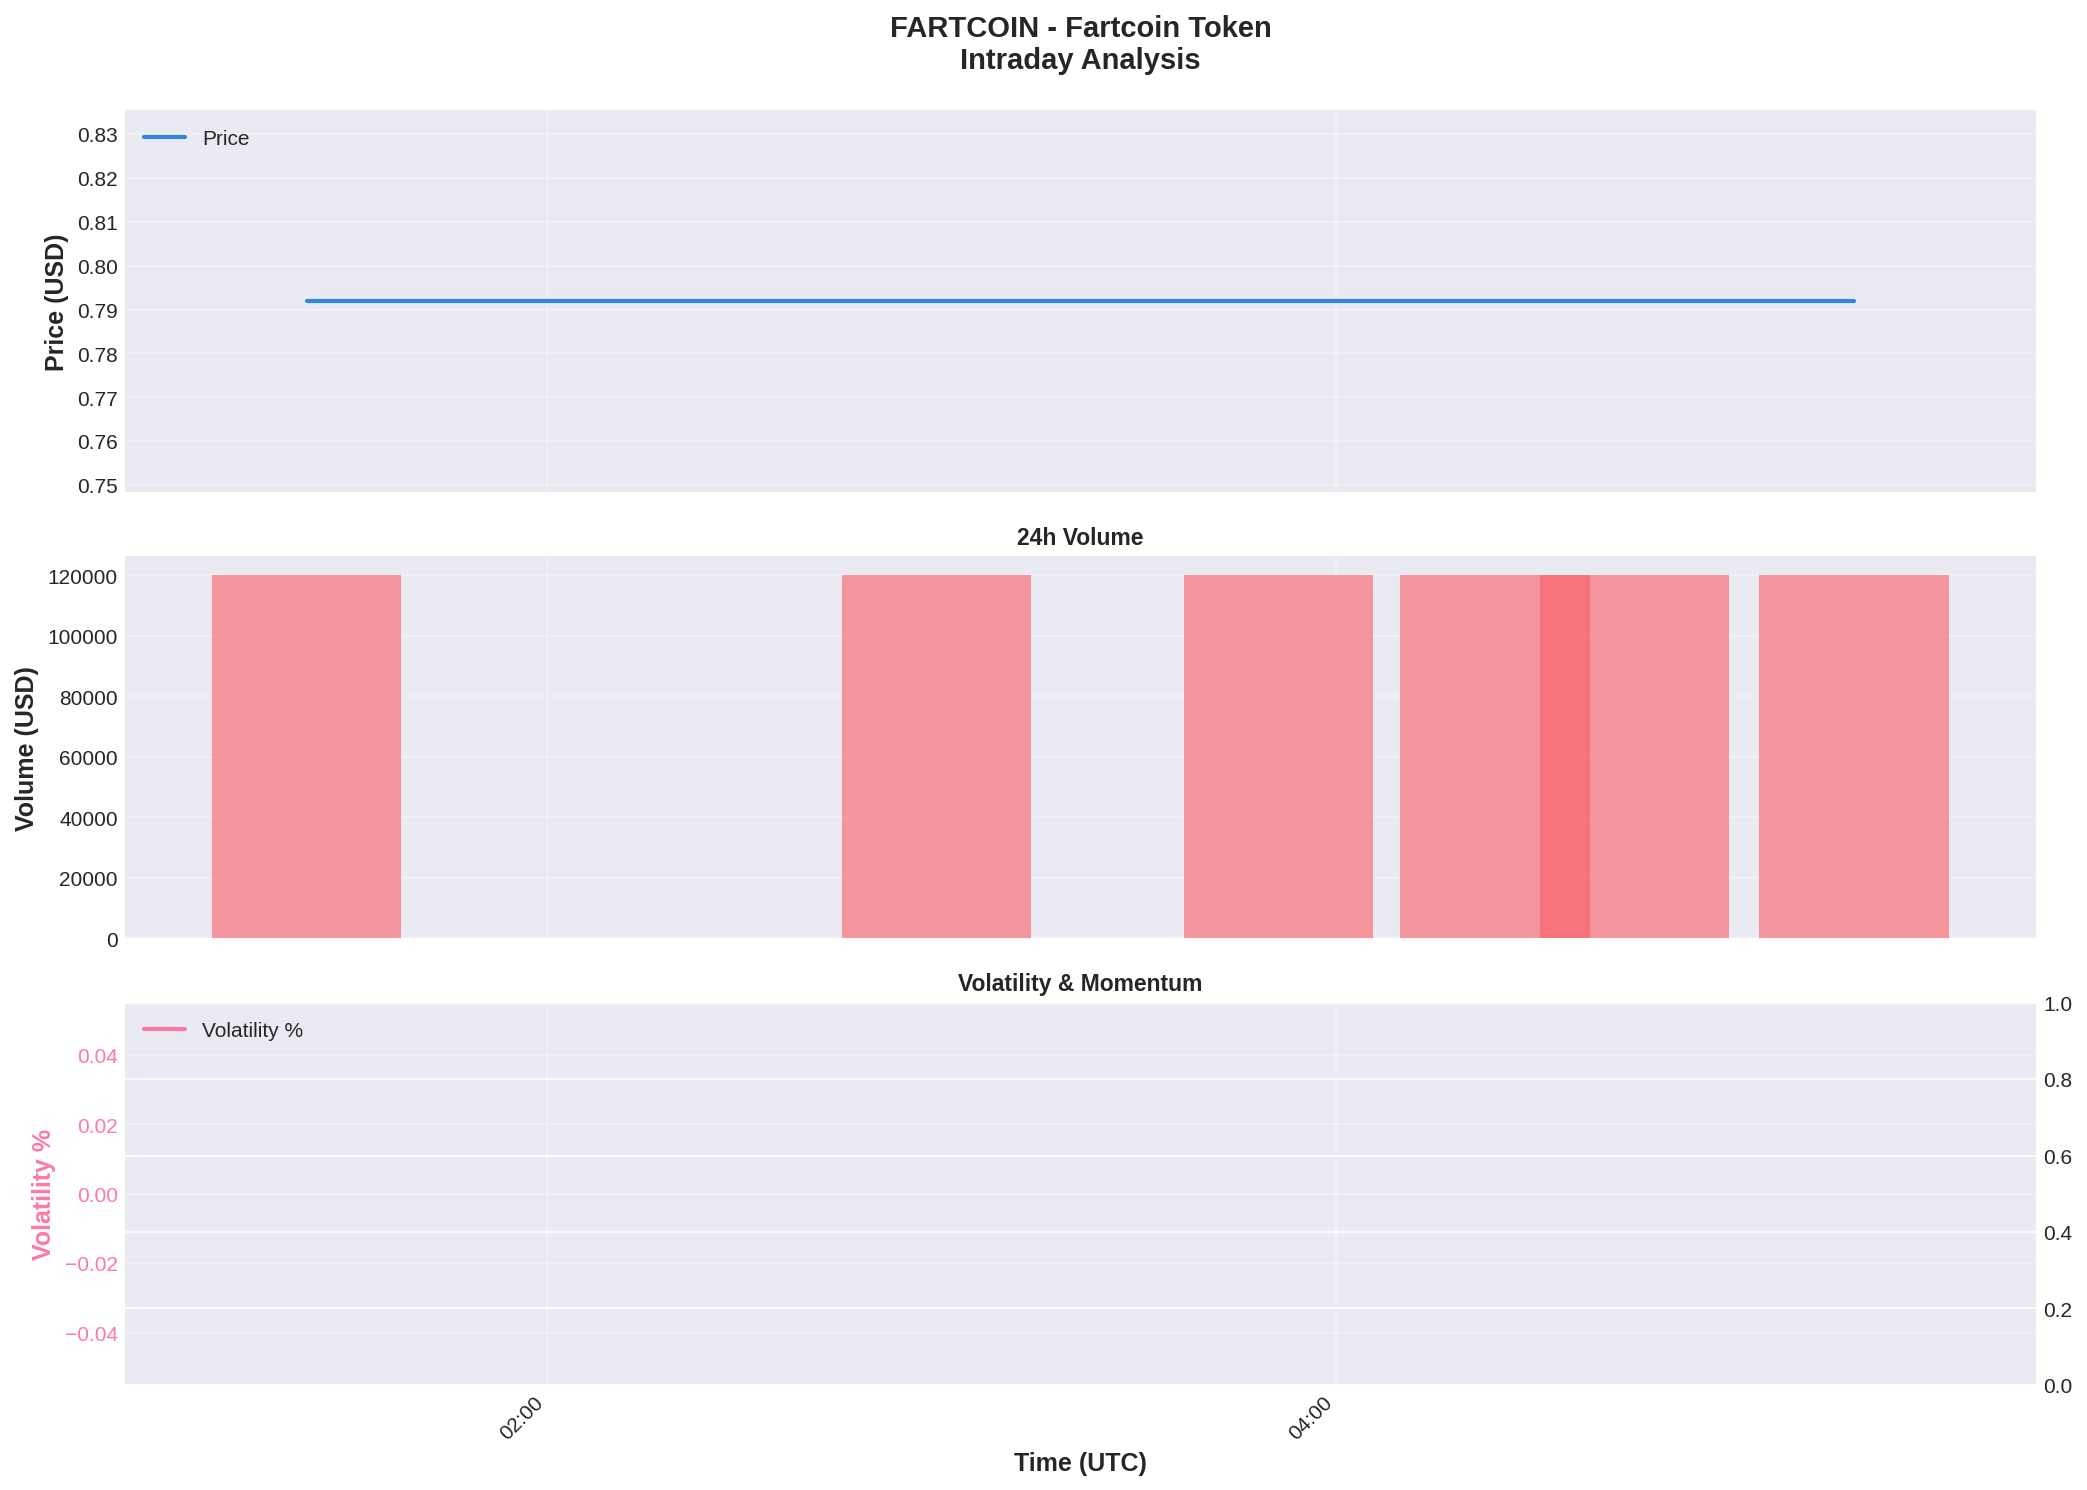 FARTCOIN - Fartcoin Token
Intraday Analysis
Price
0.83
0.82
0.81
0.80
0.79
0.78
0.77
0.76
0.75
Price (USD)
24h Volume
120000
100000
80000
60000
40000
20000
0
Volume (USD)
Volatility & Momentum
Volatility %
0.04
0.02
0.00
−0.02
−0.04
Volatility %
1.0
0.8
0.6
0.4
0.2
0.0
02:00
04:00
Time (UTC)